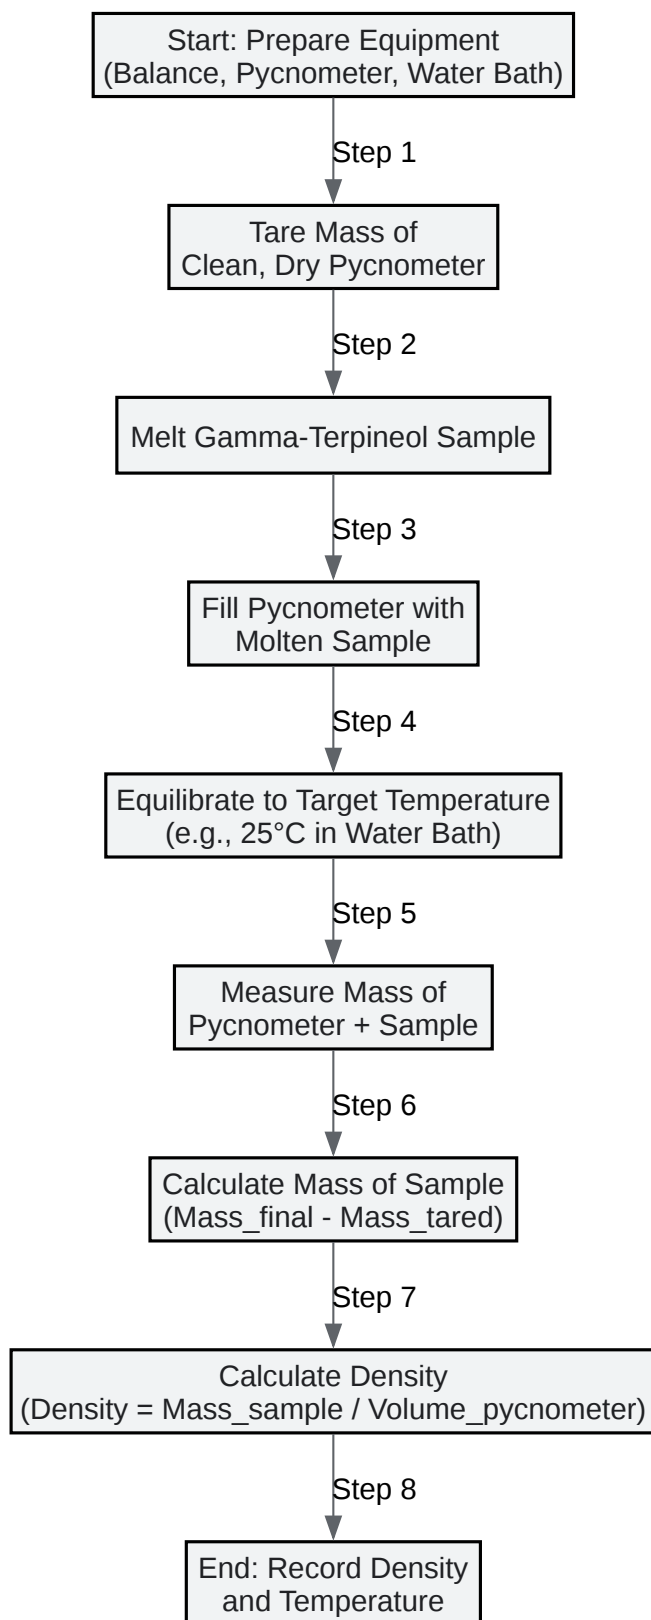 Start: Prepare Equipment
(Balance, Pycnometer, Water Bath)
Step 1
Tare Mass of
Clean, Dry Pycnometer
Step 2
Melt Gamma-Terpineol Sample
Step 3
Fill Pycnometer with
Molten Sample
Step 4
Equilibrate to Target Temperature
(e.g., 25°C in Water Bath)
Step 5
Measure Mass of
Pycnometer + Sample
Step 6
Calculate Mass of Sample
(Mass_final - Mass_tared)
Step 7
Calculate Density
(Density = Mass_sample / Volume_pycnometer)
Step 8
End: Record Density
and Temperature